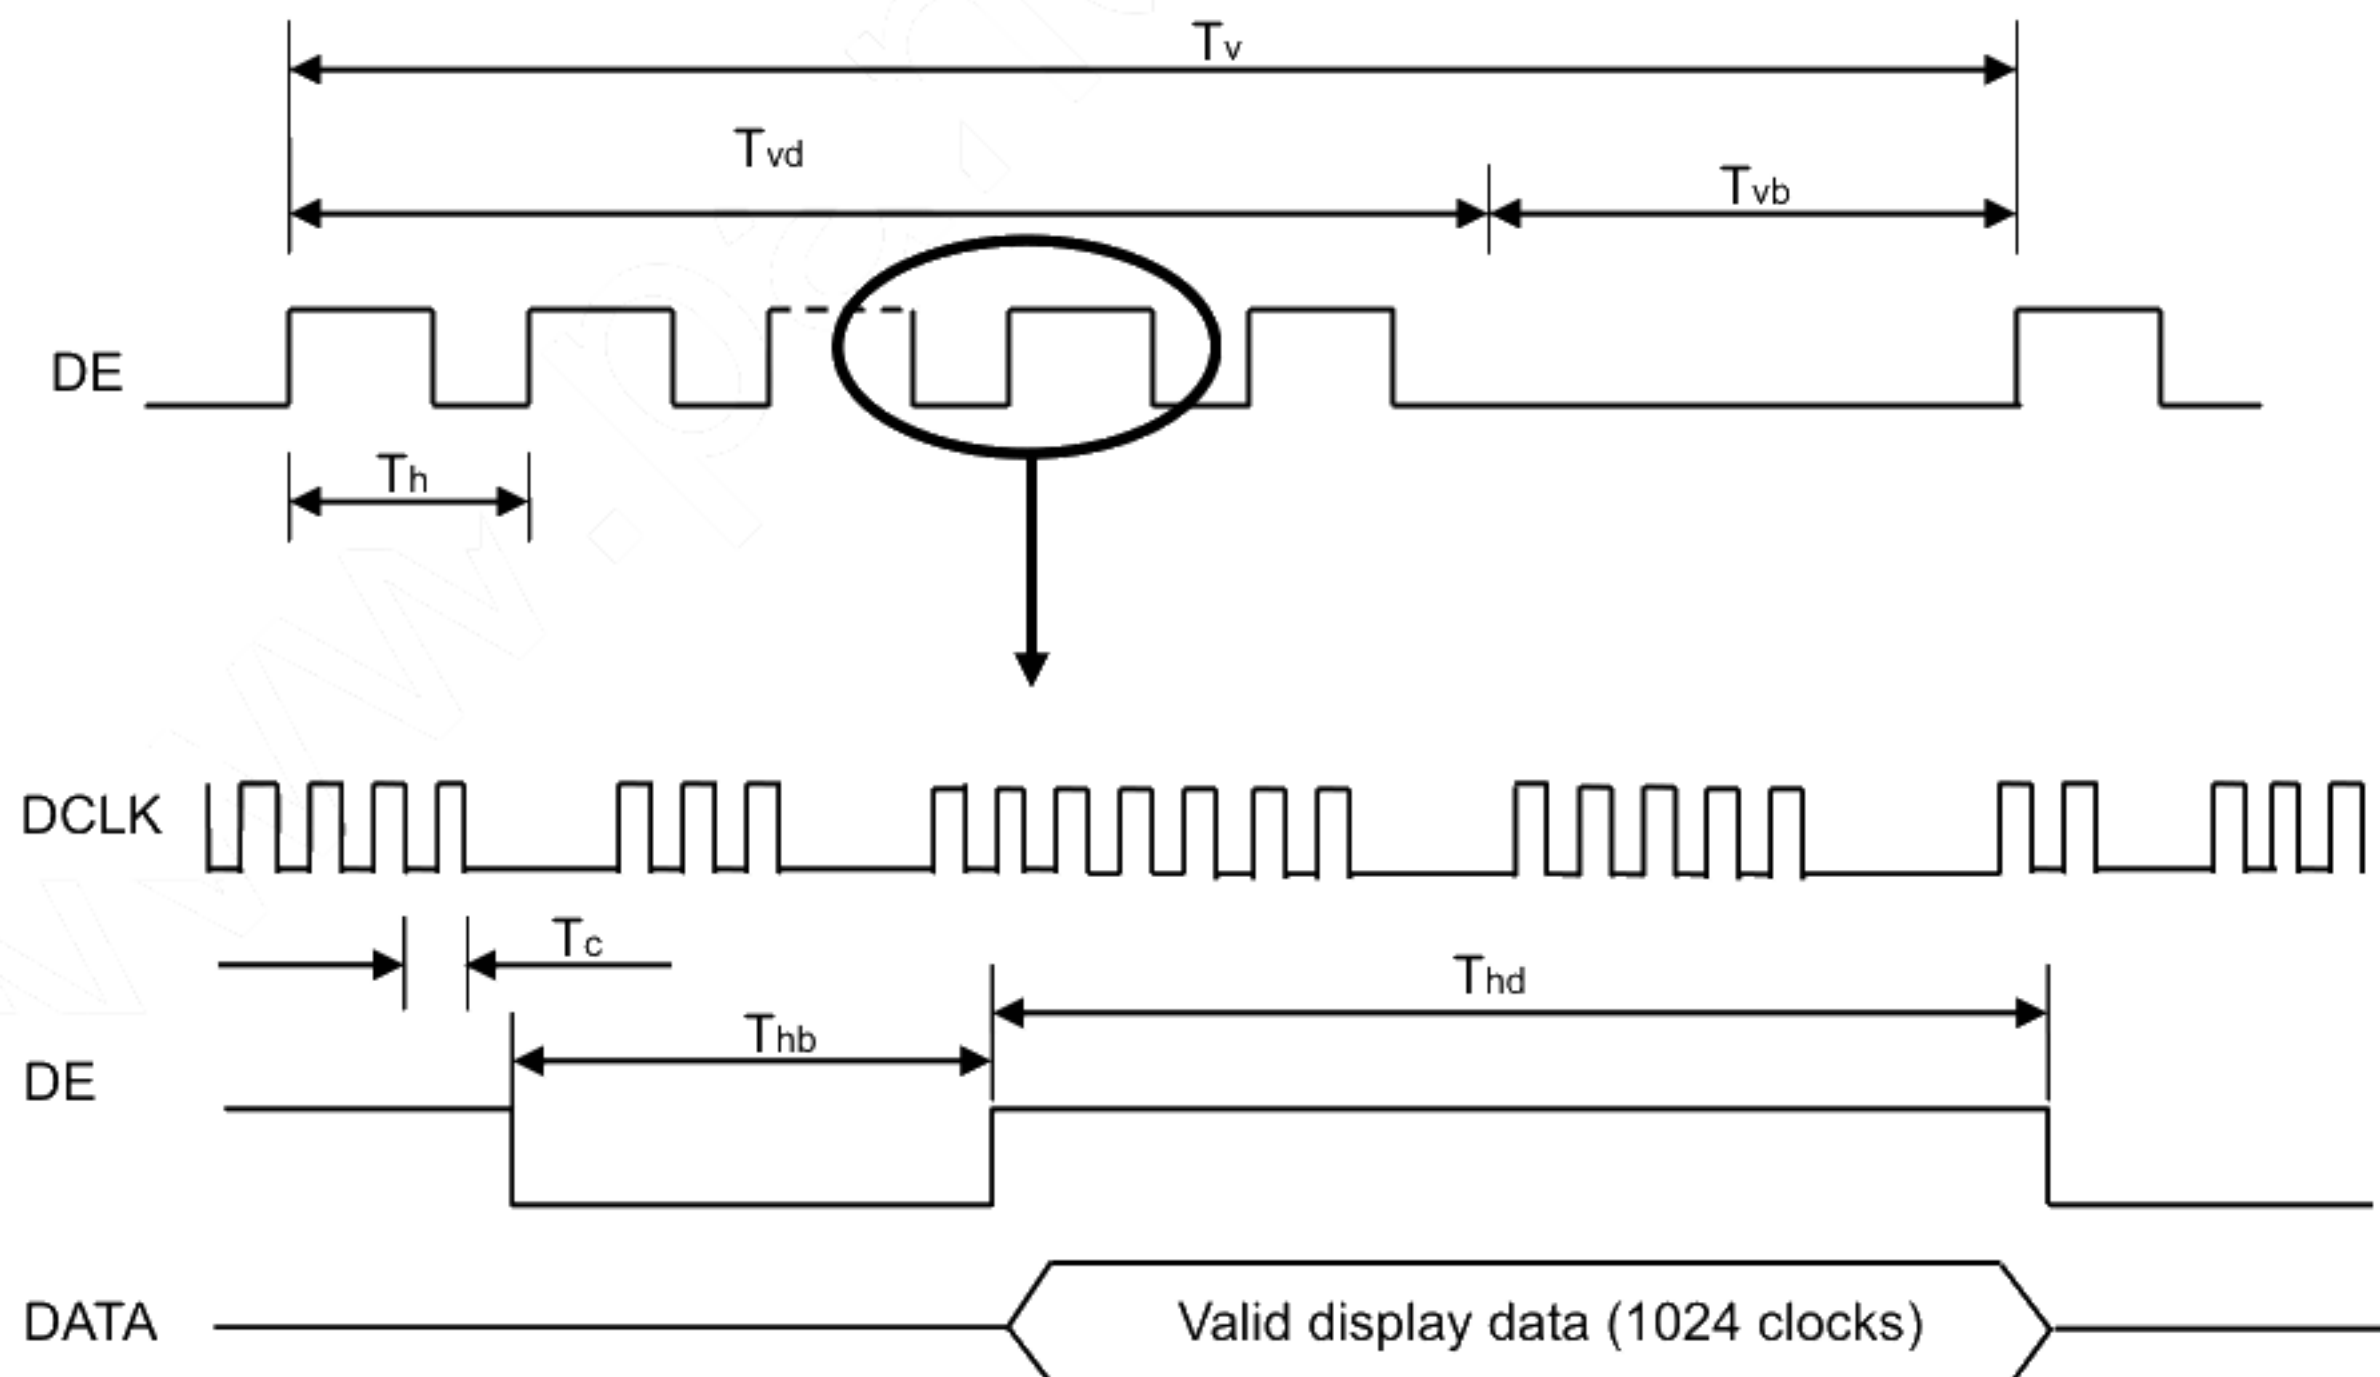 Tv
Tvd
Tvb
DE
Th
DCLK
Tc
Thd
Thb
DE
DATA
Valid display data (1024 clocks)